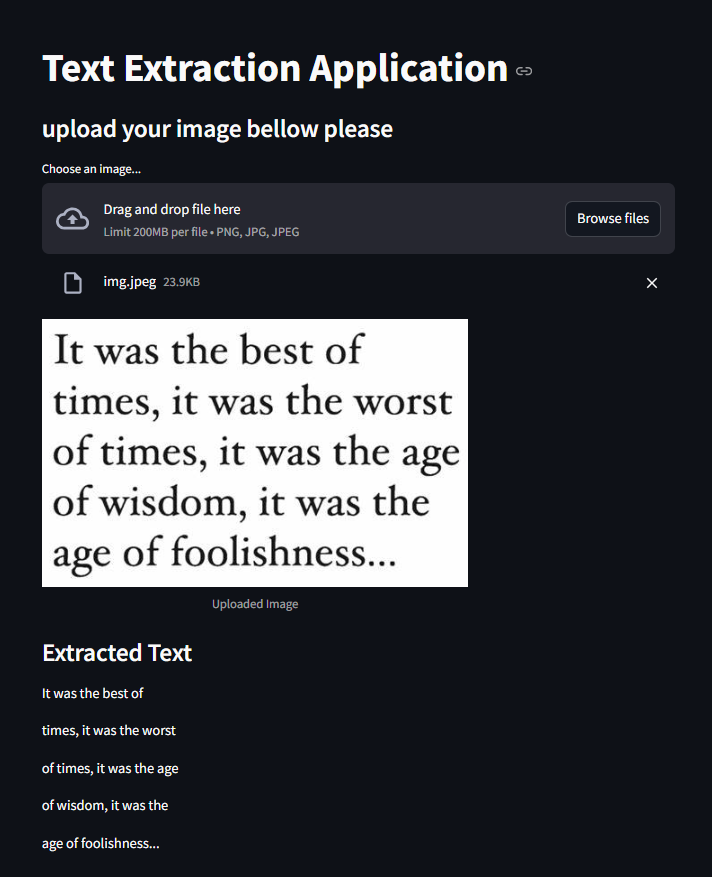 Text Extraction Application
upload your image bellow please
Choose an image...
Drag and drop file here
Limit 200MB per file • PNG, JPG, JPEG
Browse files
img.jpeg 23.9KB
It was the best of
times, it was the worst
of times, it was the age
of wisdom, it was the
age of foolishness...
Uploaded Image
Extracted Text
It was the best of
times, it was the worst
of times, it was the age
of wisdom, it was the
age of foolishness...